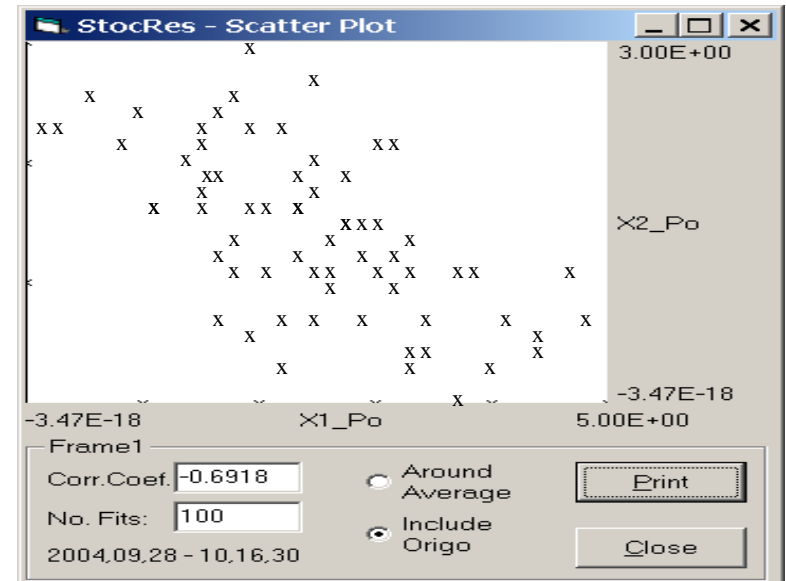 StocRes - Scatter Plot
3.00E+00
X2_Po
-3.47E-18
-3.47E-18 X1_Po 5.00E+00
Frame1
Corr.Coef. -0.6918
No. Fits: 100
2004,09,28 - 10,16,30
Around
Average
Include
Origo
Print
Close